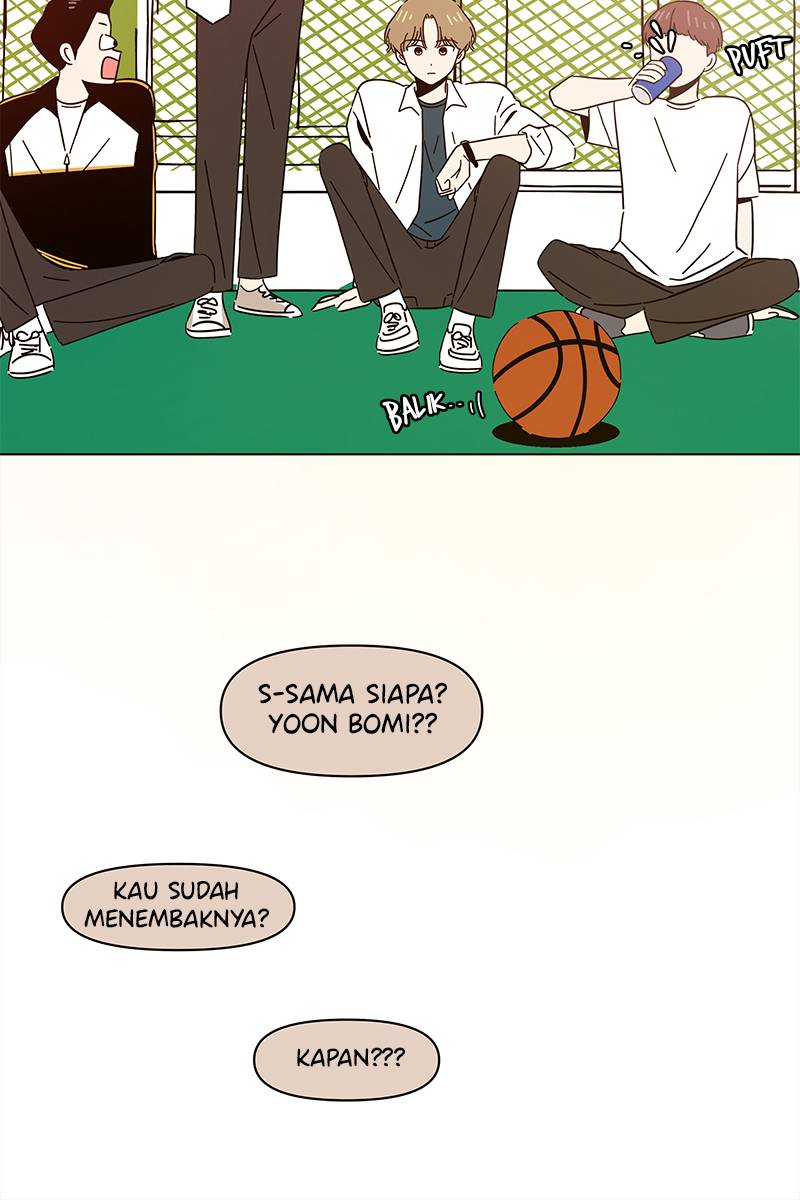 PUFT
BALIK..
S-SAMA SIAPA?
YOON BOMI??
KAU SUDAH
MENEMBAKNYA?
KAPAN???